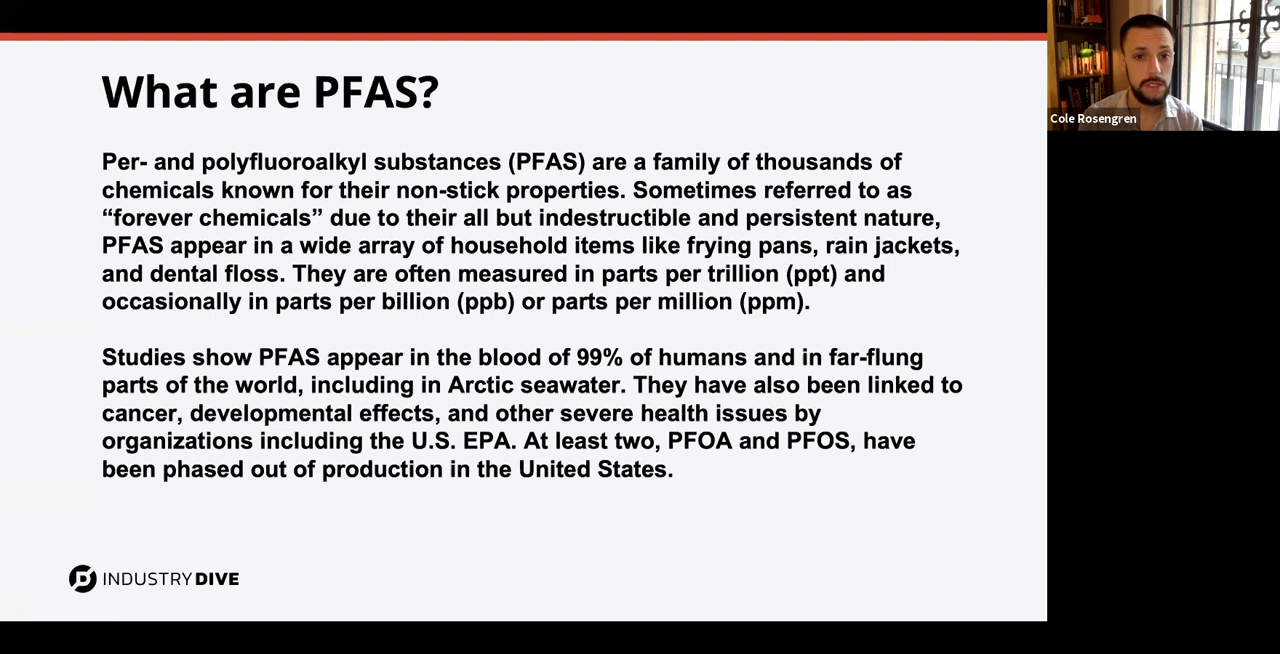 What are PFAS?
Per- and polyfluoroalkyl substances (PFAS) are a family of thousands of
chemicals known for their non-stick properties. Sometimes referred to as
“forever chemicals” due to their all but indestructible and persistent nature,
PFAS appear in a wide array of household items like frying pans, rain jackets,
and dental floss. They are often measured in parts per trillion (ppt) and
occasionally in parts per billion (ppb) or parts per million (ppm).
Studies show PFAS appear in the blood of 99% of humans and in far-flung
parts of the world, including in Arctic seawater. They have also been linked to
cancer, developmental effects, and other severe health issues by
organizations including the U.S. EPA. At least two, PFOA and PFOS, have
been phased out of production in the United States.
INDUSTRY DIVE
Cole Rosengren